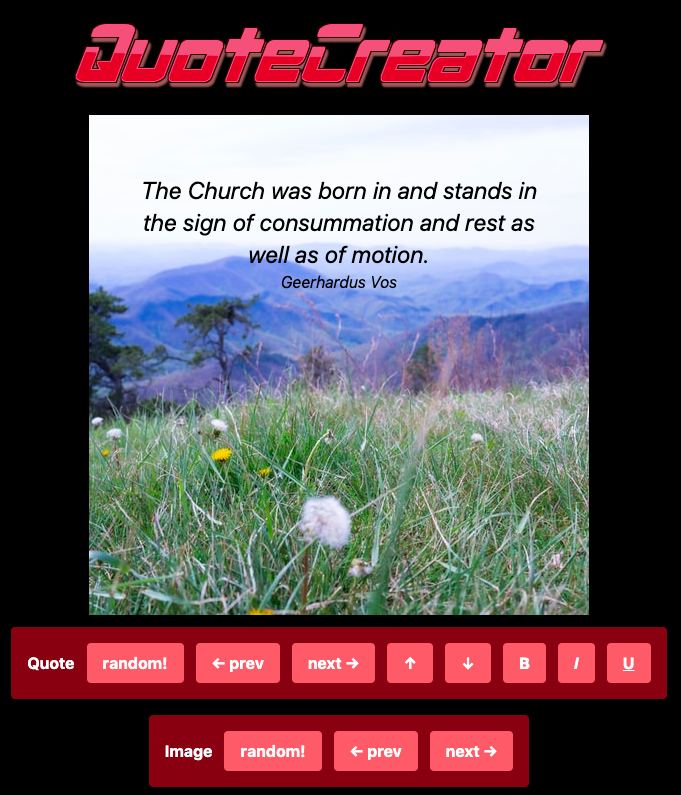 QuoteCreator
The Church was born in and stands in
the sign of consummation and rest as
well as of motion.
Geerhardus Vos
Quote random! ← prev next → ↑ ↓ B I U
Image random! ← prev next →